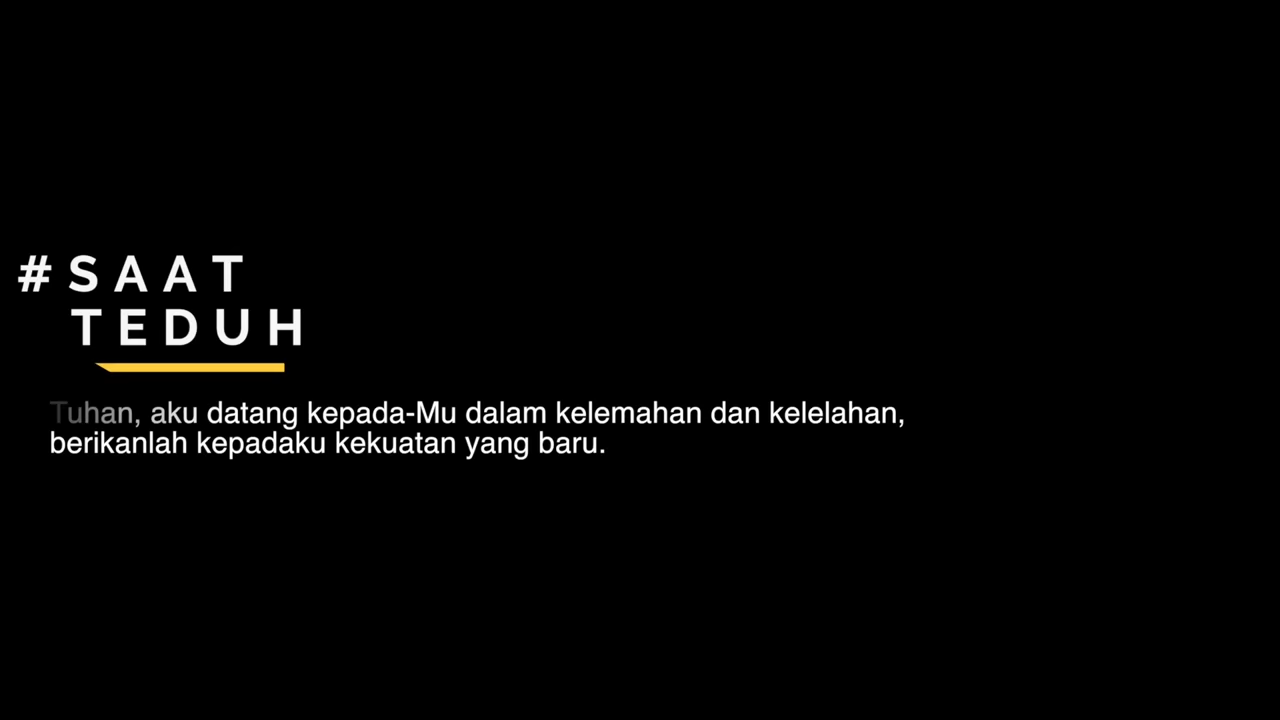 #SAAT
TEDUH
Tuhan, aku datang kepada-Mu dalam kelemahan dan kelelahan,
berikanlah kepadaku kekuatan yang baru.